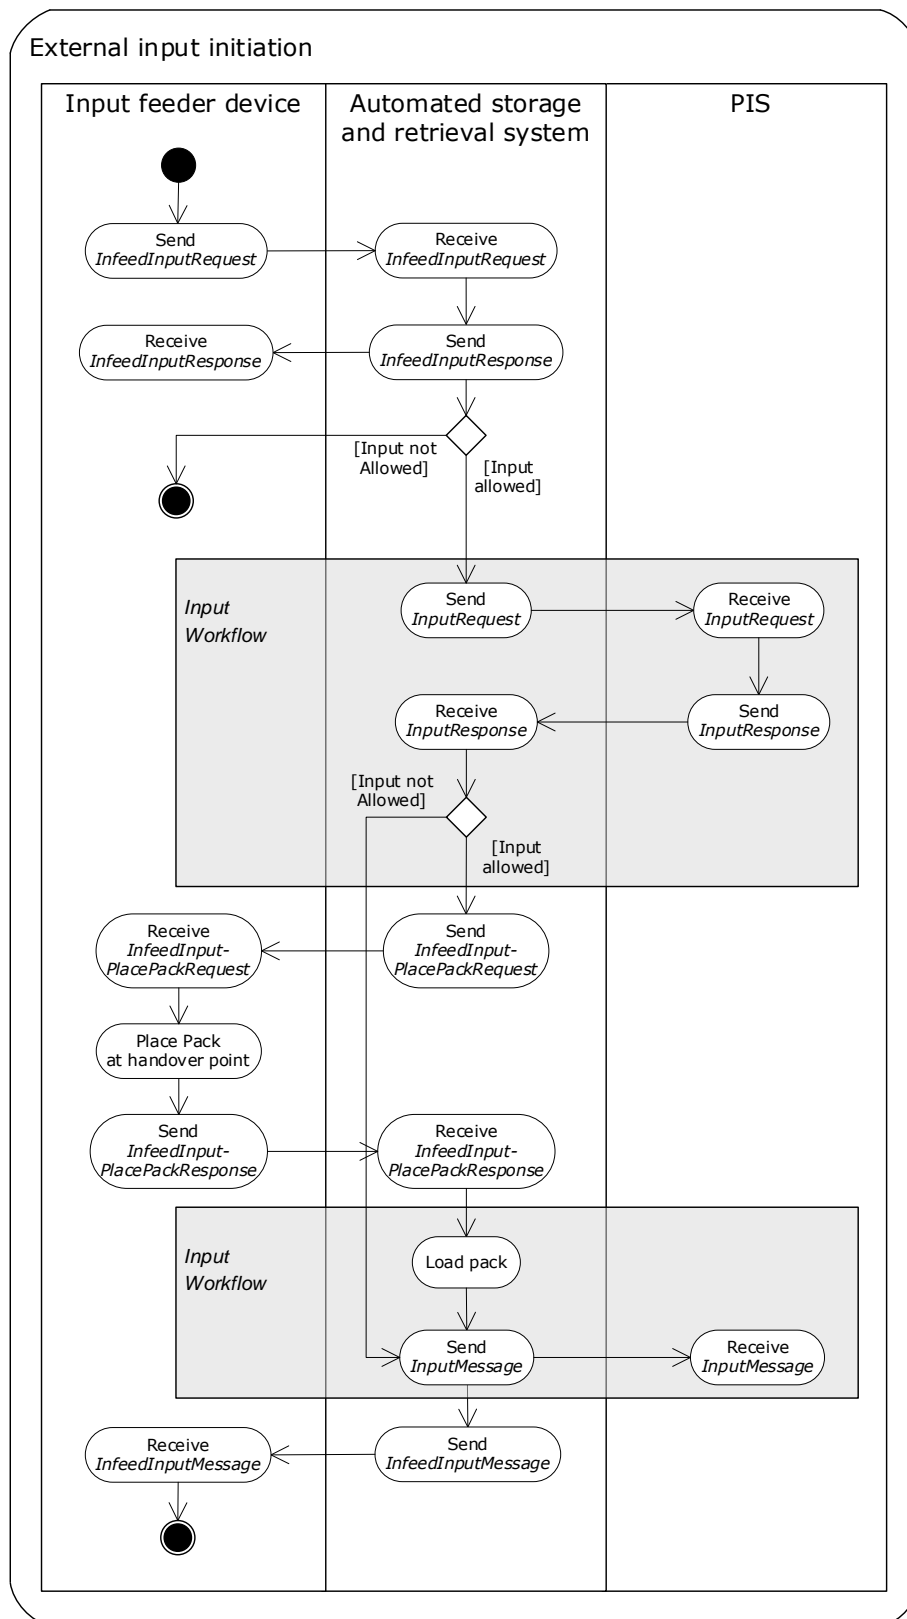 External input initiation
Input feeder device
Automated storage
and retrieval system
PIS
Send
InfeedInputRequest
Receive
InfeedInputRequest
Receive
InfeedInputResponse
Send
InfeedInputResponse
[Input not
Allowed]
[Input
allowed]
Input
Workflow
Send
InputRequest
Receive
InputRequest
Receive
InputResponse
Send
InputResponse
[Input not
Allowed]
[Input
allowed]
Receive
InfeedInput-
PlacePackRequest
Send
InfeedInput-
PlacePackRequest
Place Pack
at handover point
Send
InfeedInput-
PlacePackResponse
Receive
InfeedInput-
PlacePackResponse
Input
Workflow
Load pack
Send
InputMessage
Receive
InputMessage
Receive
InfeedInputMessage
Send
InfeedInputMessage